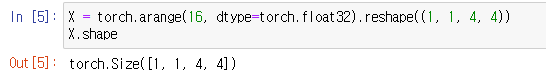 In [5]: X = torch.arange(16, dtype=torch.float32).reshape((1, 1, 4, 4))
X.shape
Out[5]: torch.Size([1, 1, 4, 4])